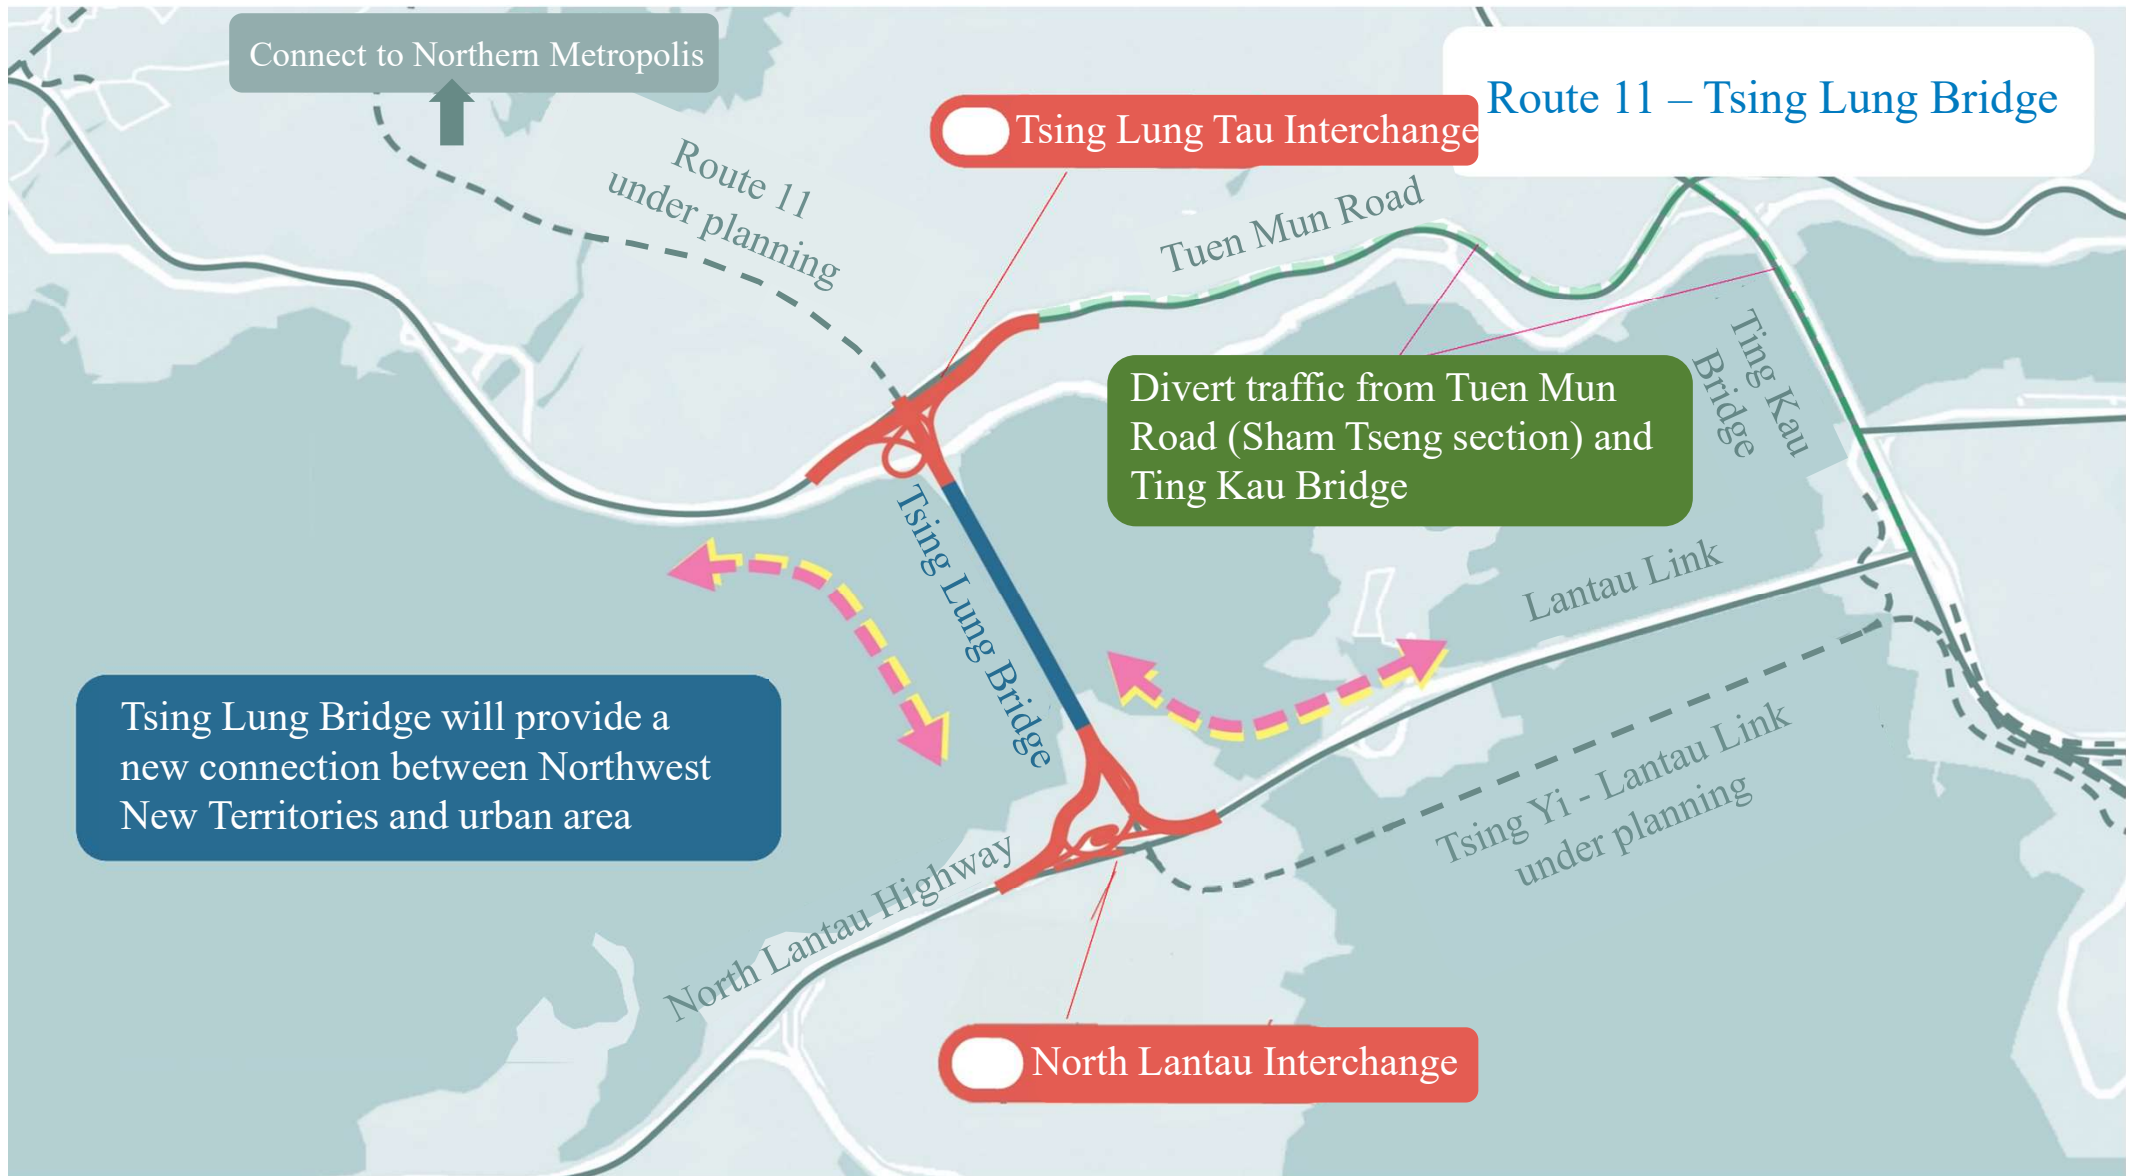 Connect to Northern Metropolis
Route 11 – Tsing Lung Bridge
Tsing Lung Tau Interchange
Route 11
under planning
Tuen Mun Road
Ting Kau
Bridge
Divert traffic from Tuen Mun
Road (Sham Tseng section) and
Ting Kau Bridge
Tsing Lung Bridge
Lantau Link
Tsing Lung Bridge will provide a
new connection between Northwest
New Territories and urban area
Tsing Yi - Lantau Link
under planning
North Lantau Highway
North Lantau Interchange